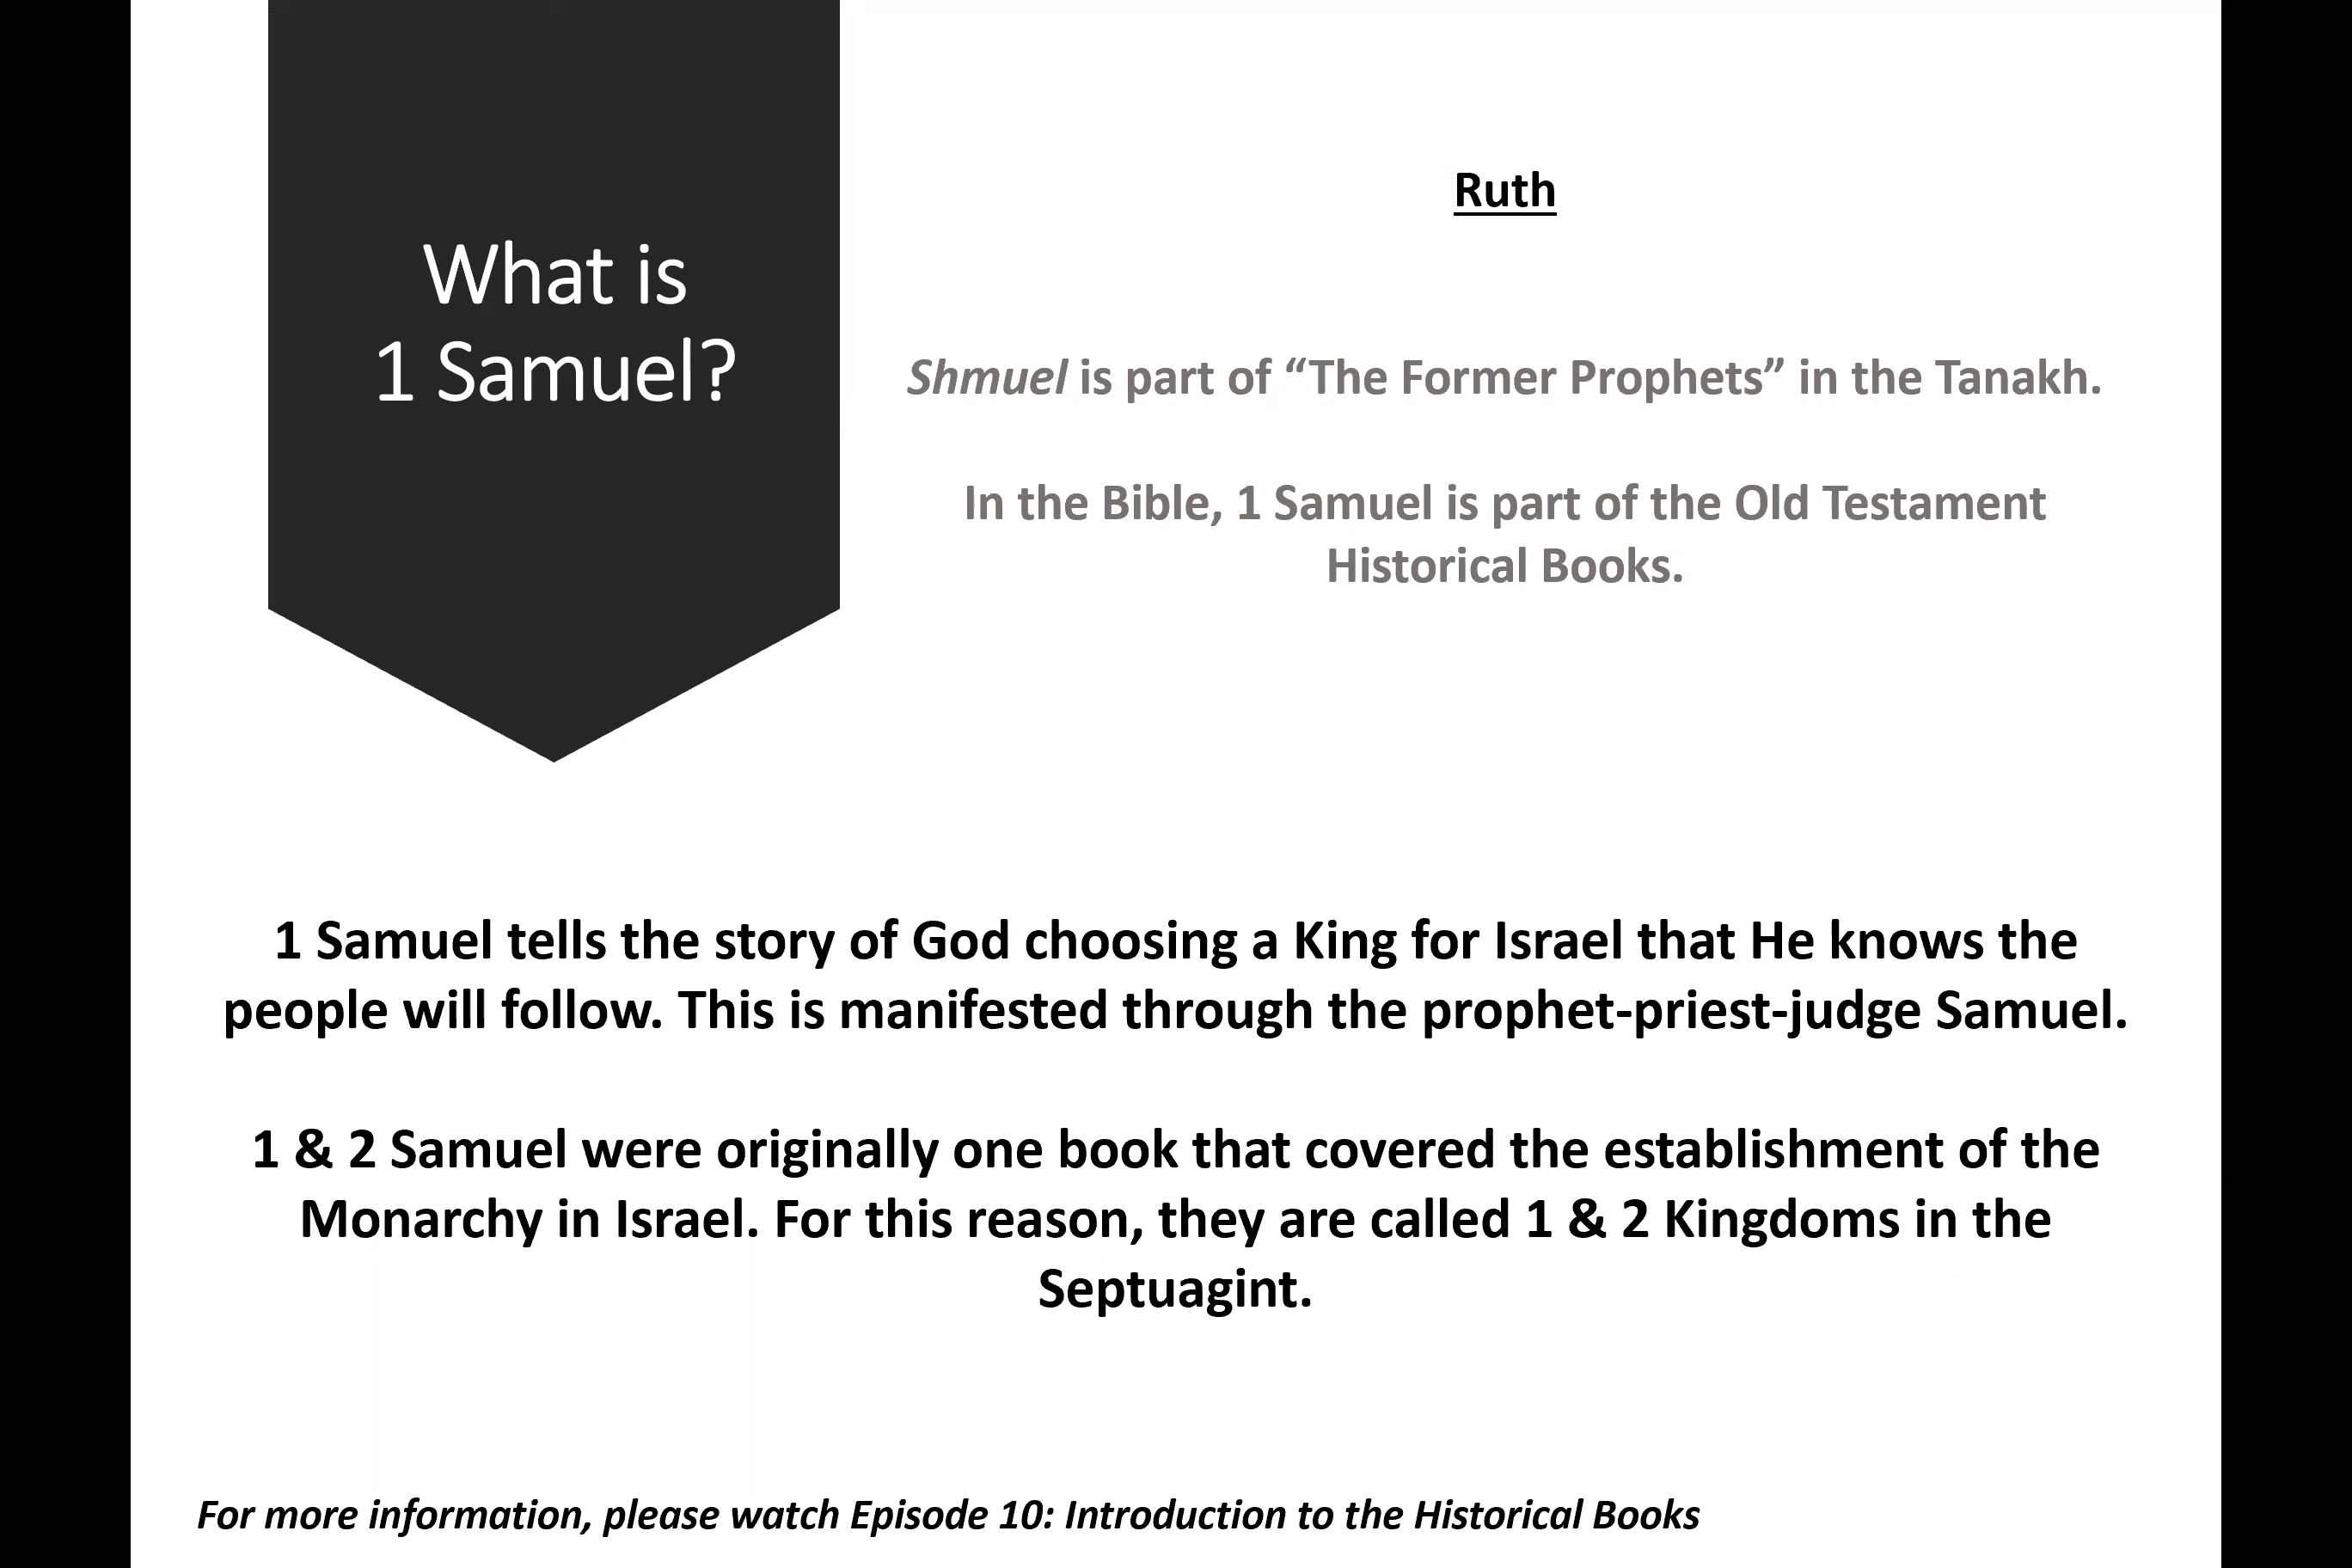 What is
1 Samuel?
Ruth
Shmuel is part of “The Former Prophets” in the Tanakh.
In the Bible, 1 Samuel is part of the Old Testament
Historical Books.
1 Samuel tells the story of God choosing a King for Israel that He knows the
people will follow. This is manifested through the prophet-priest-judge Samuel.
1 & 2 Samuel were originally one book that covered the establishment of the
Monarchy in Israel. For this reason, they are called 1 & 2 Kingdoms in the
Septuagint.
For more information, please watch Episode 10: Introduction to the Historical Books